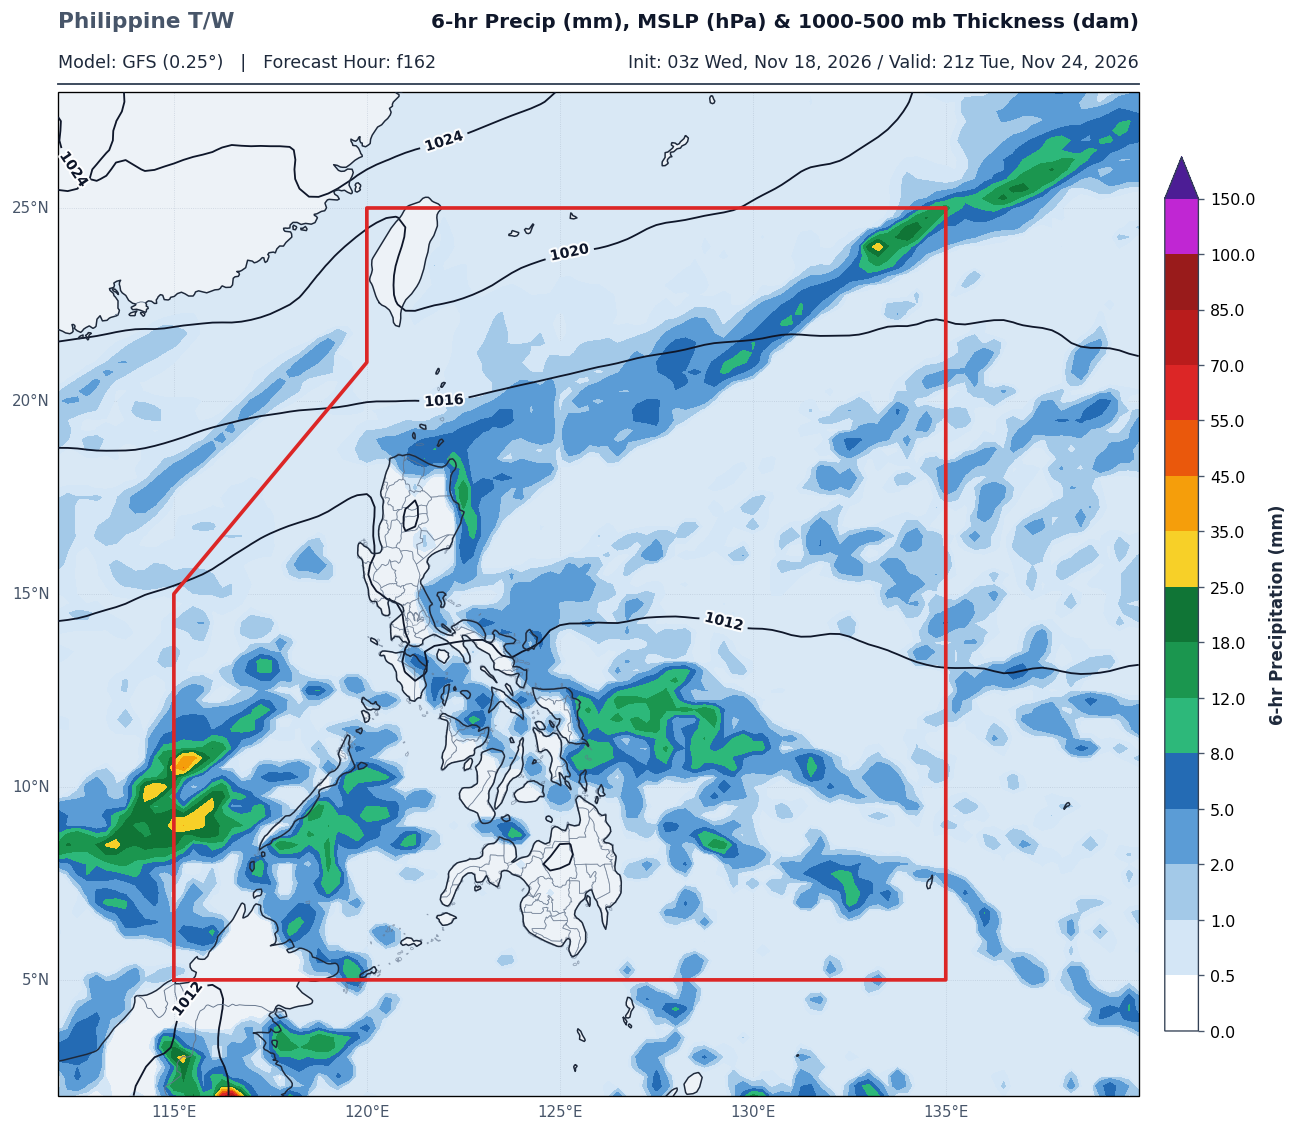 Philippine T/W
6-hr Precip (mm), MSLP (hPa) & 1000-500 mb Thickness (dam)
Model: GFS (0.25°) | Forecast Hour: f162
Init: 03z Wed, Nov 18, 2026 / Valid: 21z Tue, Nov 24, 2026
1024
1024
1020
1016
1012
1012
25°N
20°N
15°N
10°N
5°N
115°E
120°E
125°E
130°E
135°E
150.0
100.0
85.0
70.0
55.0
45.0
35.0
25.0
18.0
12.0
8.0
5.0
2.0
1.0
0.5
0.0
6-hr Precipitation (mm)